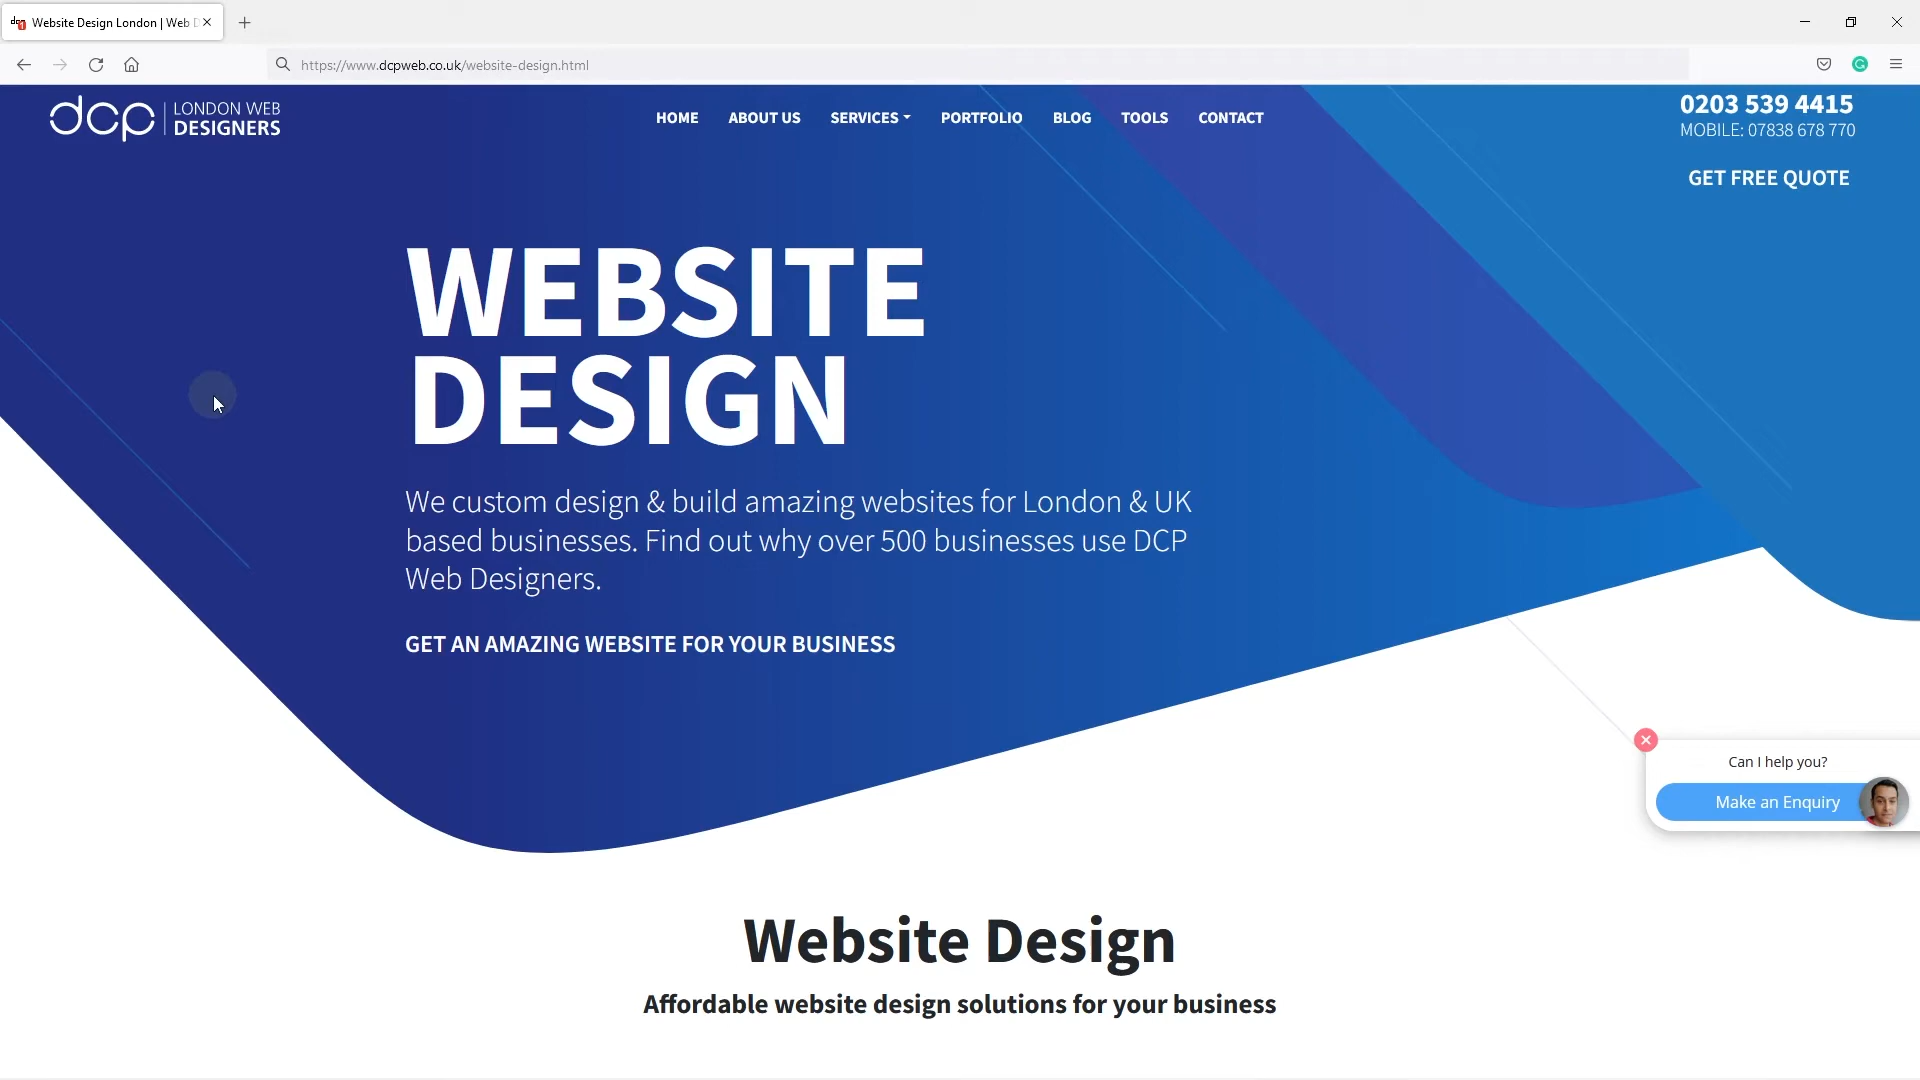 Website Design London | Web D
https://www.dcpweb.co.uk/website-design.html
dcp LONDON WEB
DESIGNERS
HOME ABOUT US SERVICES PORTFOLIO BLOG TOOLS CONTACT
0203 539 4415
MOBILE: 07838 678 770
GET FREE QUOTE
WEBSITE
DESIGN
We custom design & build amazing websites for London & UK
based businesses. Find out why over 500 businesses use DCP
Web Designers.
GET AN AMAZING WEBSITE FOR YOUR BUSINESS
Can I help you?
Make an Enquiry
Website Design
Affordable website design solutions for your business